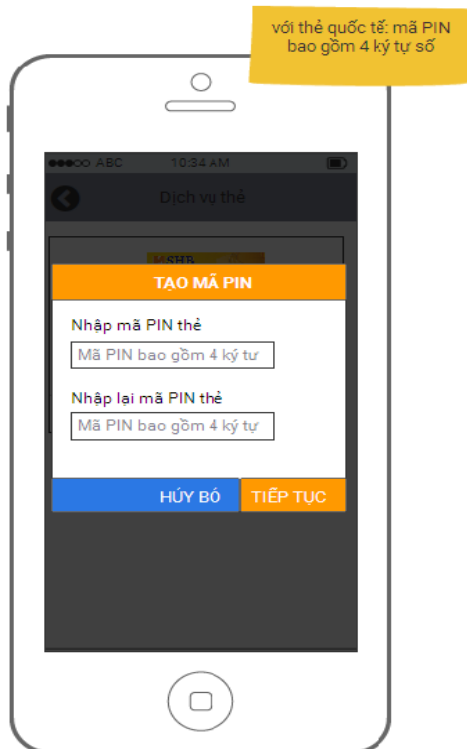 với thẻ quốc tế: mã PIN
bao gồm 4 ký tự số
ABC 10:34 AM
Dịch vụ thẻ
SHB
TẠO MÃ PIN
Nhập mã PIN thẻ
Mã PIN bao gồm 4 ký tư
Nhập lại mã PIN thẻ
Mã PIN bao gồm 4 ký tự
HỦY BỎ TIẾP TỤC